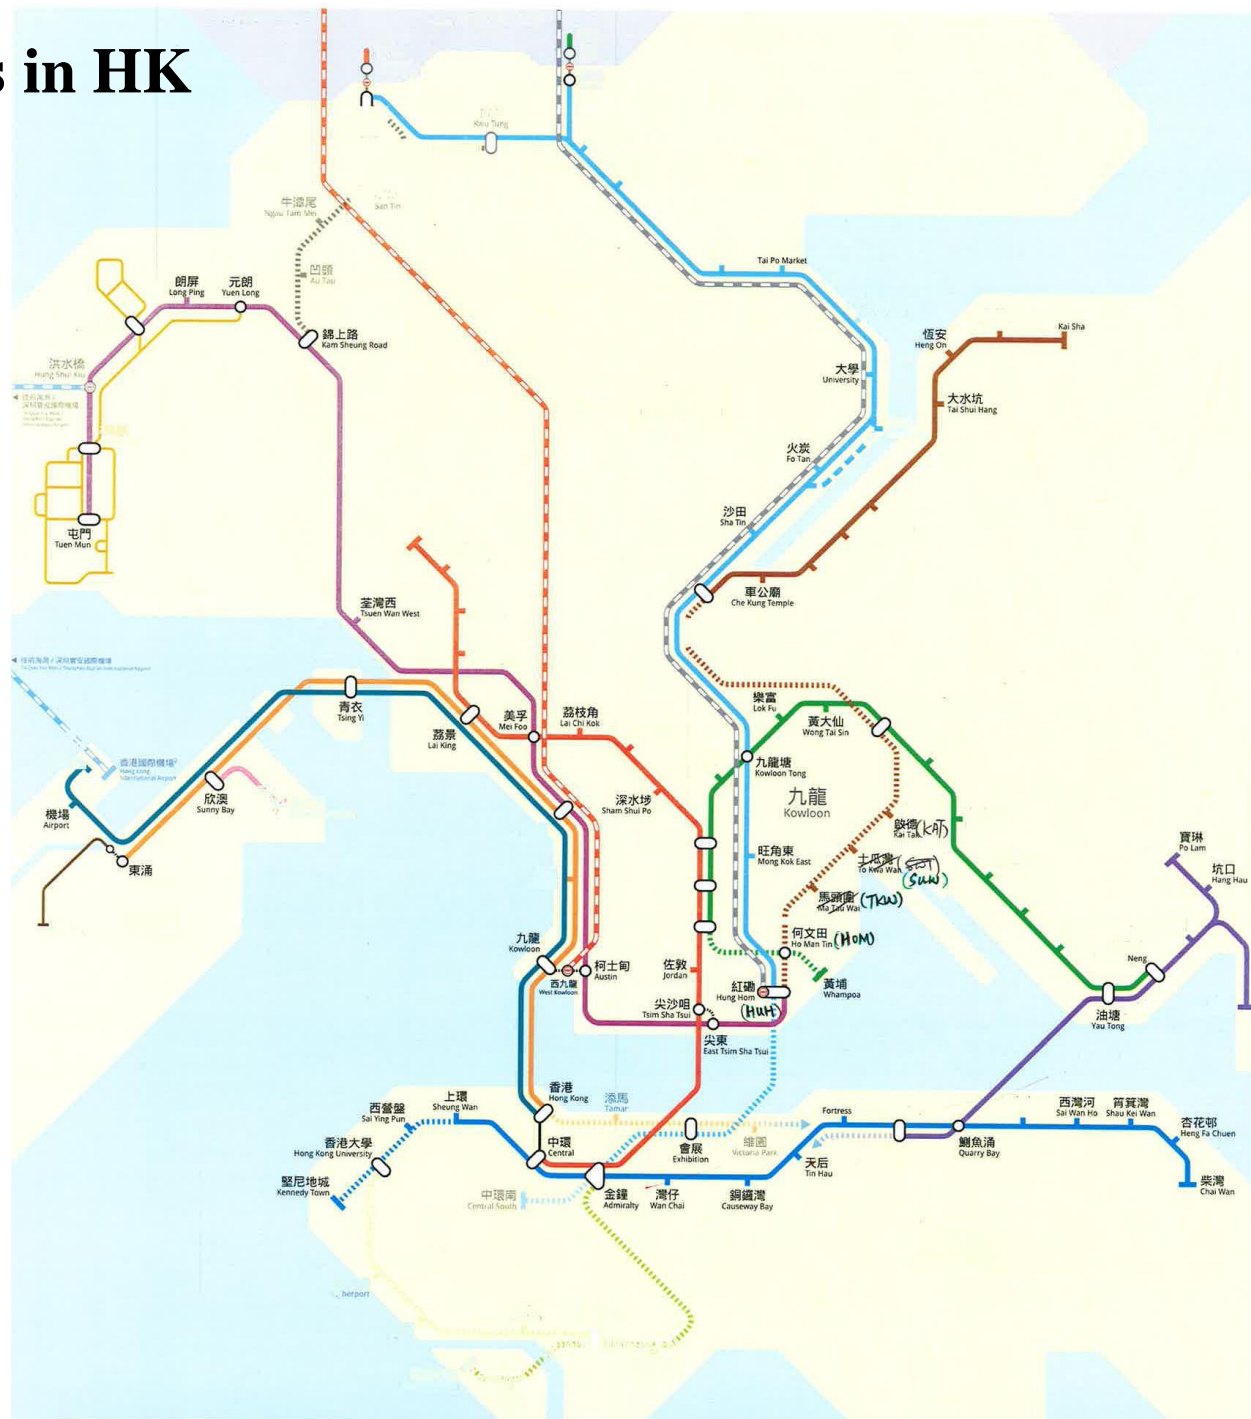 s in HK
Kwu Tung
牛潭尾
Ngau Tam Mei
San Tin
凹頭
Au Tau
朗屏
Long Ping
元朗
Yuen Long
錦上路
Kam Sheung Road
洪水橋
Hung Shui Kiu
屯門
Tuen Mun
Tai Po Market
大學
University
火炭
Fo Tan
沙田
Sha Tin
恆安
Heng On
Kai Sha
大水坑
Tai Shui Hang
車公廟
Che Kung Temple
荃灣西
Tsuen Wan West
青衣
Tsing Yi
荔景
Lai King
美孚
Mei Foo
荔枝角
Lai Chi Kok
深水埗
Sham Shui Po
樂富
Lok Fu
黃大仙
Wong Tai Sin
九龍塘
Kowloon Tong
九龍
Kowloon
旺角東
Mong Kok East
啟德
Kai Tak
(KAT)
土瓜灣
To Kwa Wan
(SUW)
馬頭圍
Ma Tau Wai
(TKW)
何文田
Ho Man Tin
(HOM)
黃埔
Whampoa
紅磡
Hung Hom
(HUH)
香港國際機場
Hong Kong
International Airport
機場
Airport
欣澳
Sunny Bay
東涌
九龍
Kowloon
西九龍
West Kowloon
柯士甸
Austin
佐敦
Jordan
尖沙咀
Tsim Sha Tsui
尖東
East Tsim Sha Tsui
寶琳
Po Lam
坑口
Hang Hau
Neng
油塘
Yau Tong
香港
Hong Kong
中環
Central
上環
Sheung Wan
西營盤
Sai Ying Pun
香港大學
Hong Kong University
堅尼地城
Kennedy Town
添馬
Tamar
會展
Exhibition
維園
Victoria Park
中環南
Central South
金鐘
Admiralty
灣仔
Wan Chai
銅鑼灣
Causeway Bay
天后
Tin Hau
Fortress
鰂魚涌
Quarry Bay
西灣河
Sai Wan Ho
筲箕灣
Shau Kei Wan
杏花邨
Heng Fa Chuen
柴灣
Chai Wan
berport